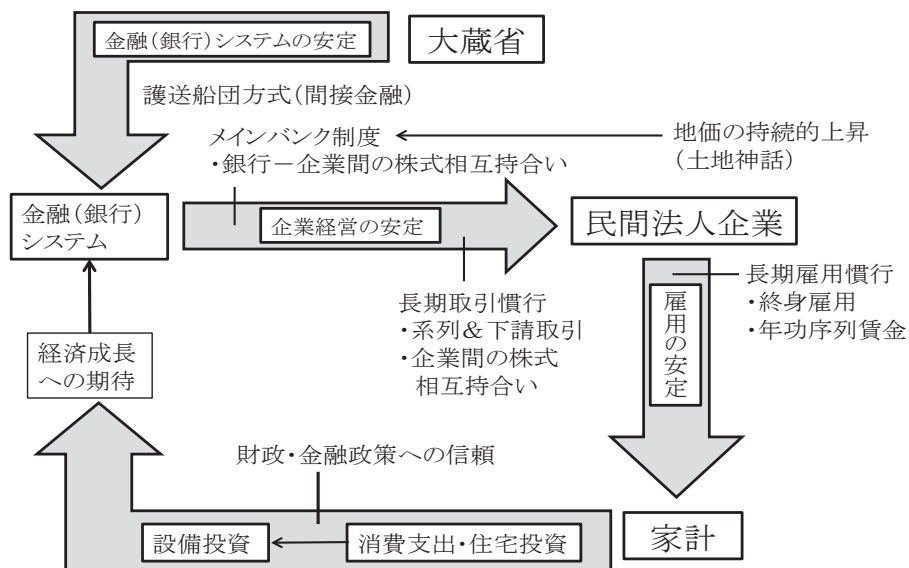 金融(銀行)システムの安定
大蔵省
護送船団方式(間接金融)
メインバンク制度
・銀行－企業間の株式相互持合い
地価の持続的上昇
(土地神話)
金融(銀行)
システム
企業経営の安定
民間法人企業
長期取引慣行
・系列&下請取引
・企業間の株式
相互持合い
雇用の安定
長期雇用慣行
・終身雇用
・年功序列賃金
経済成長
への期待
財政・金融政策への信頼
設備投資
消費支出・住宅投資
家計